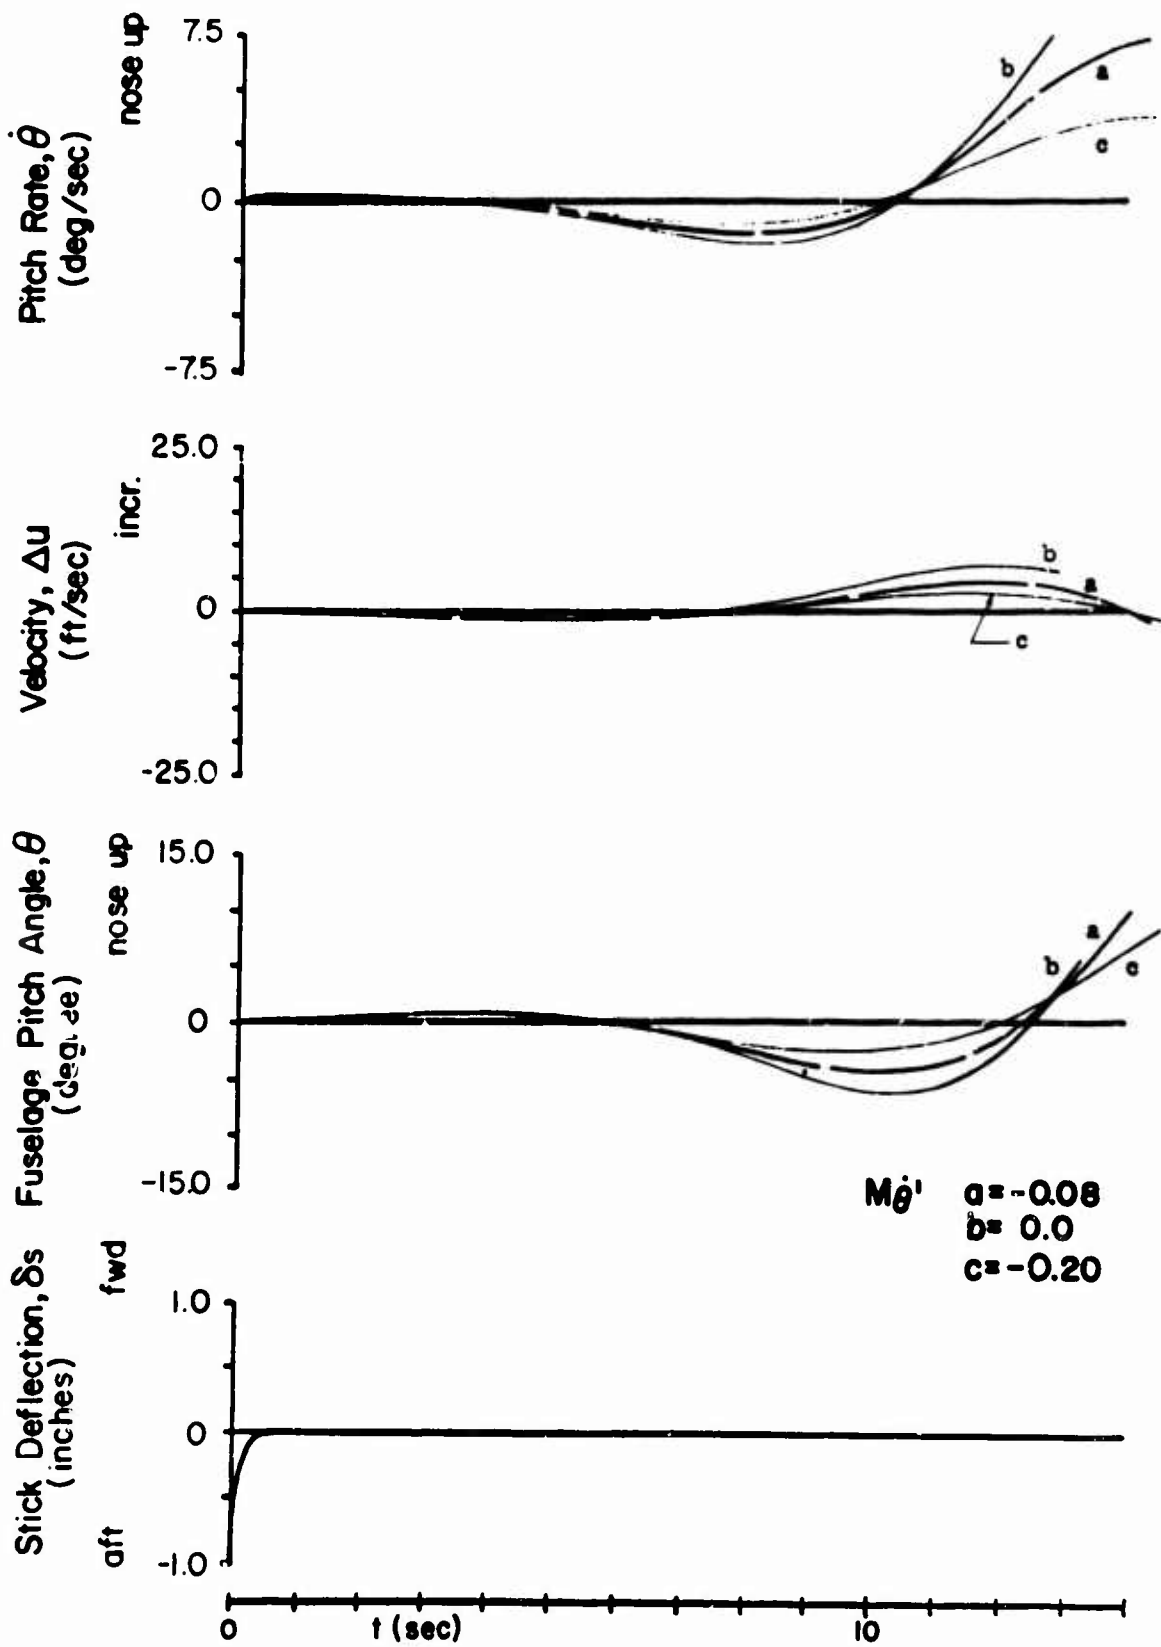 Pitch Rate, θ̇
(deg/sec)
nose up
7.5
0
-7.5
b
a
c
Velocity, Δu
(ft/sec)
incr.
25.0
0
-25.0
b
a
c
Fuselage Pitch Angle, θ
nose up
15.0
0
-15.0
a
b
c
Mθ̇'
a=-0.08
b= 0.0
c=-0.20
Stick Deflection, δs
(inches)
fwd
aft
1.0
0
-1.0
0
t (sec)
10